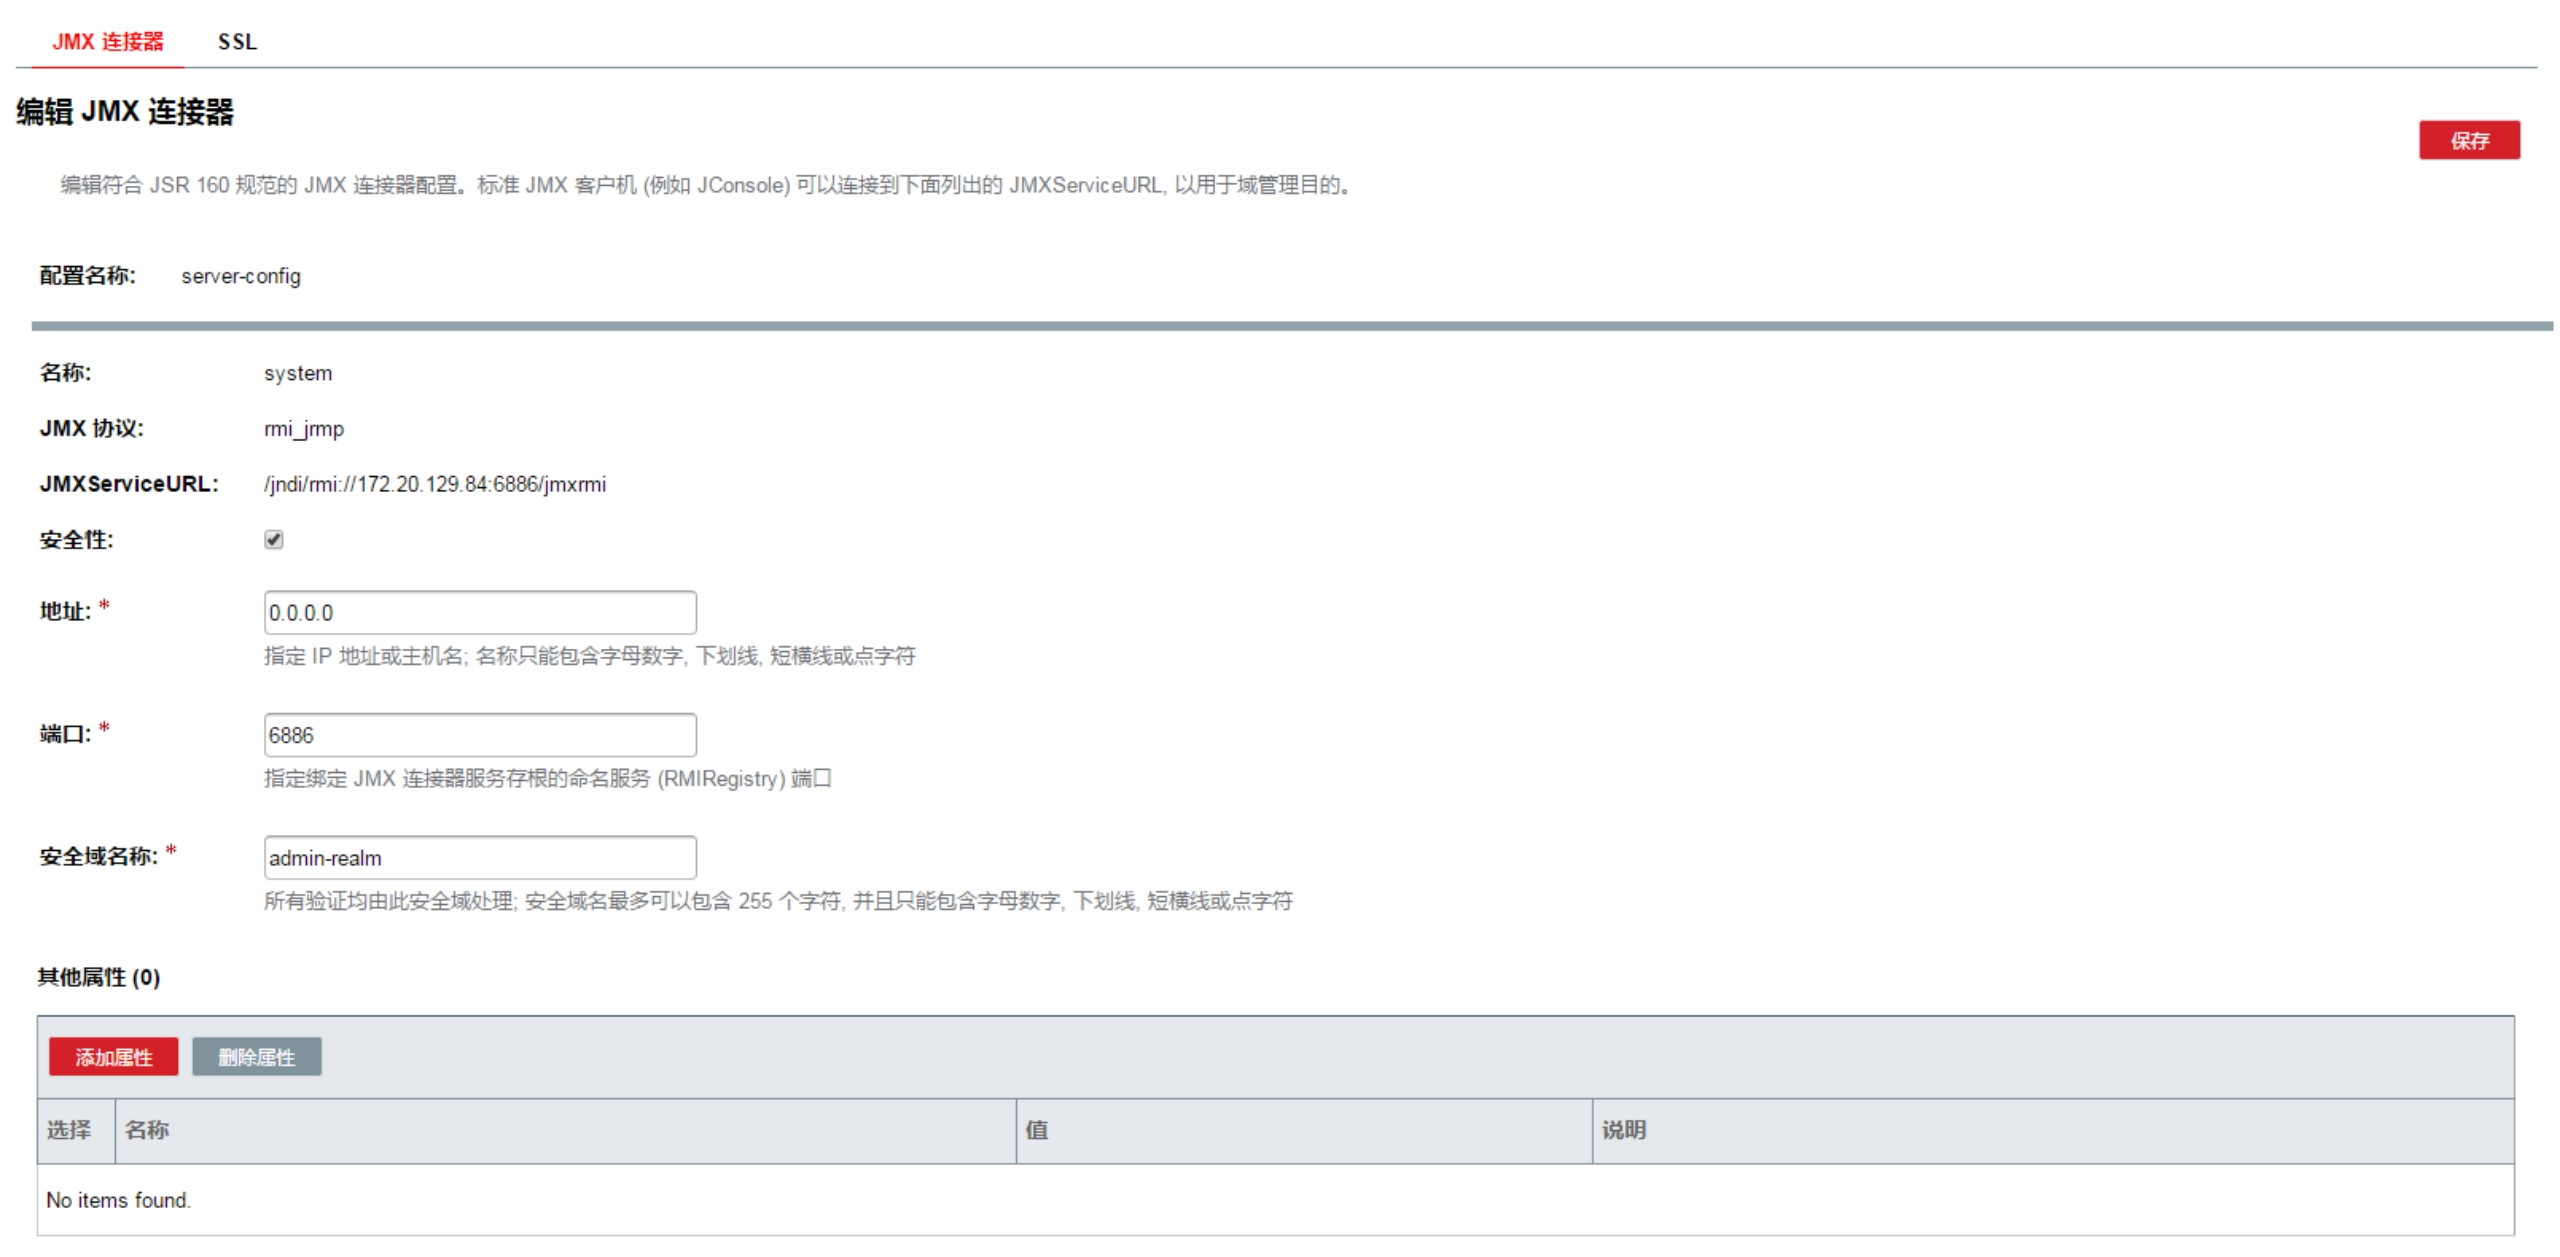 JMX 连接器 SSL
编辑 JMX 连接器
保存
编辑符合 JSR 160 规范的 JMX 连接器配置。标准 JMX 客户机 (例如 JConsole) 可以连接到下面列出的 JMXServiceURL, 以用于域管理目的。
配置名称: server-config
名称: system
JMX 协议: rmi_jrmp
JMXServiceURL: /jndi/rmi://172.20.129.84:6886/jmxrmi
安全性:
地址: * 0.0.0.0
指定 IP 地址或主机名; 名称只能包含字母数字, 下划线, 短横线或点字符
端口: * 6886
指定绑定 JMX 连接器服务存根的命名服务 (RMIRegistry) 端口
安全域名称: * admin-realm
所有验证均由此安全域处理; 安全域名最多可以包含 255 个字符, 并且只能包含字母数字, 下划线, 短横线或点字符
其他属性 (0)
添加属性 删除属性
选择 名称 值 说明
No items found.